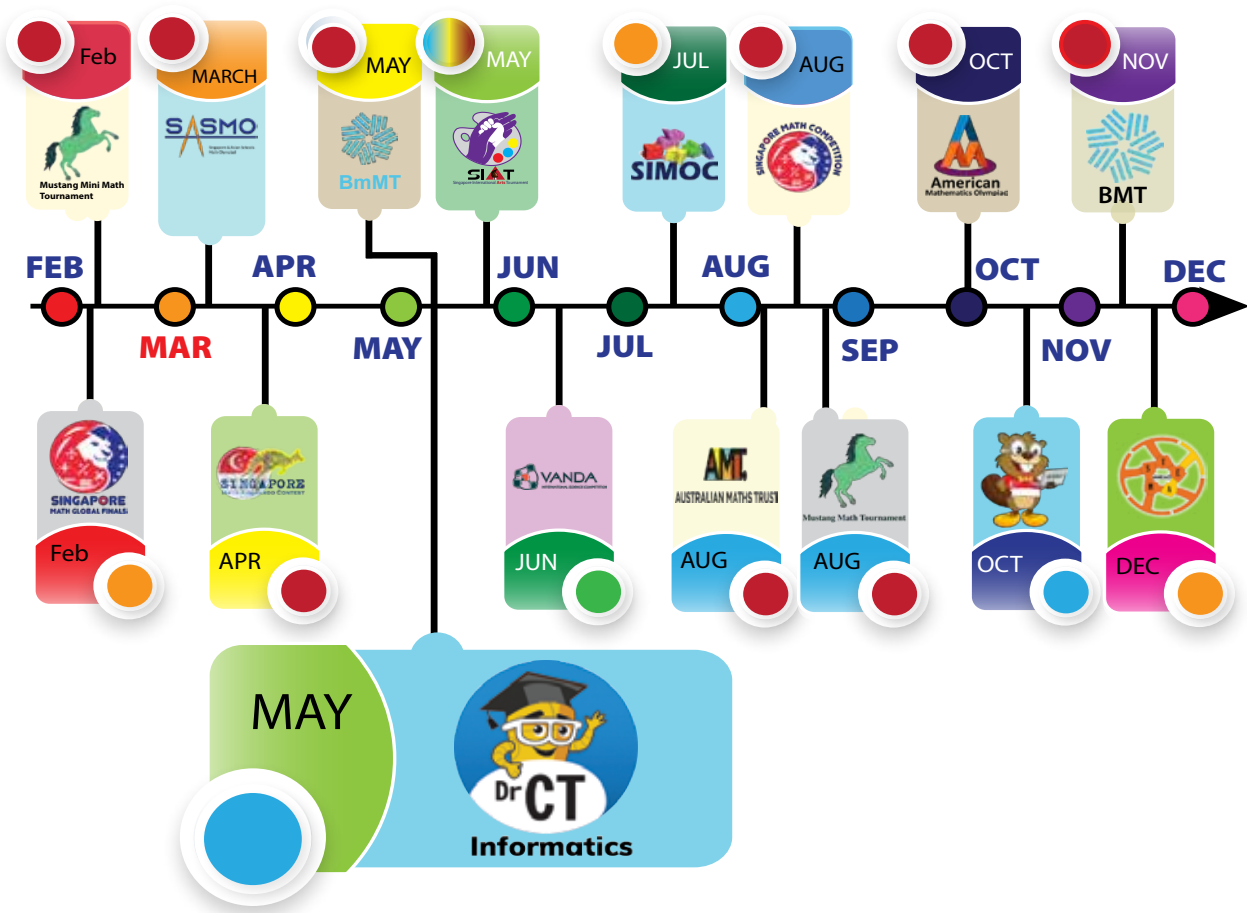 Feb
Mustang Mini Math
Tournament
MARCH
SASMO
MAY
BmMT
MAY
SIAT
Singapore International Arts Tournament
JUL
SIMOC
AUG
SINGAPORE MATH COMPETITION
OCT
American
Mathematics Olympiad
NOV
BMT
FEB
MAR
APR
MAY
JUN
JUL
AUG
SEP
OCT
NOV
DEC
SINGAPORE
MATH GLOBAL FINALS
Feb
SINGAPORE
APR
VANDA
INTERNATIONAL SCIENCE COMPETITION
JUN
AMT
AUSTRALIAN MATHS TRUST
AUG
Mustang Math Tournament
AUG
OCT
DEC
MAY
Dr CT
Informatics